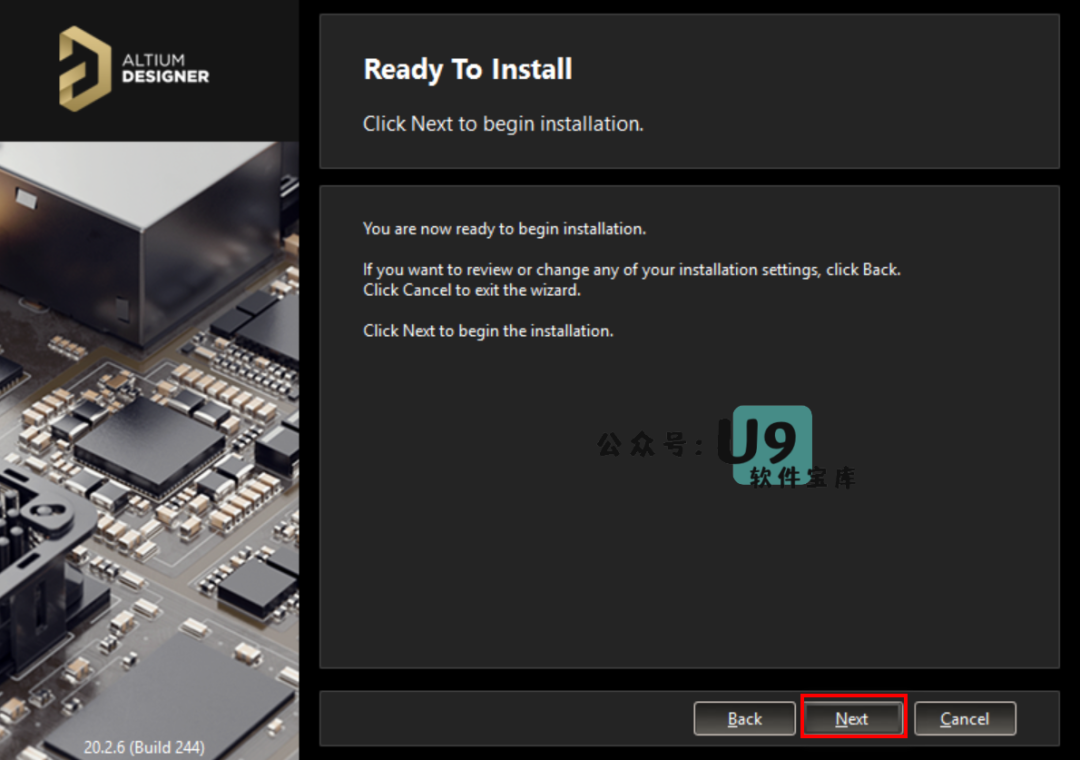 ALTIUM
DESIGNER
Ready To Install
Click Next to begin installation.
You are now ready to begin installation.
If you want to review or change any of your installation settings, click Back.
Click Cancel to exit the wizard.
Click Next to begin the installation.
公众号:U9
软件宝库
Back
Next
Cancel
20.2.6 (Build 244)